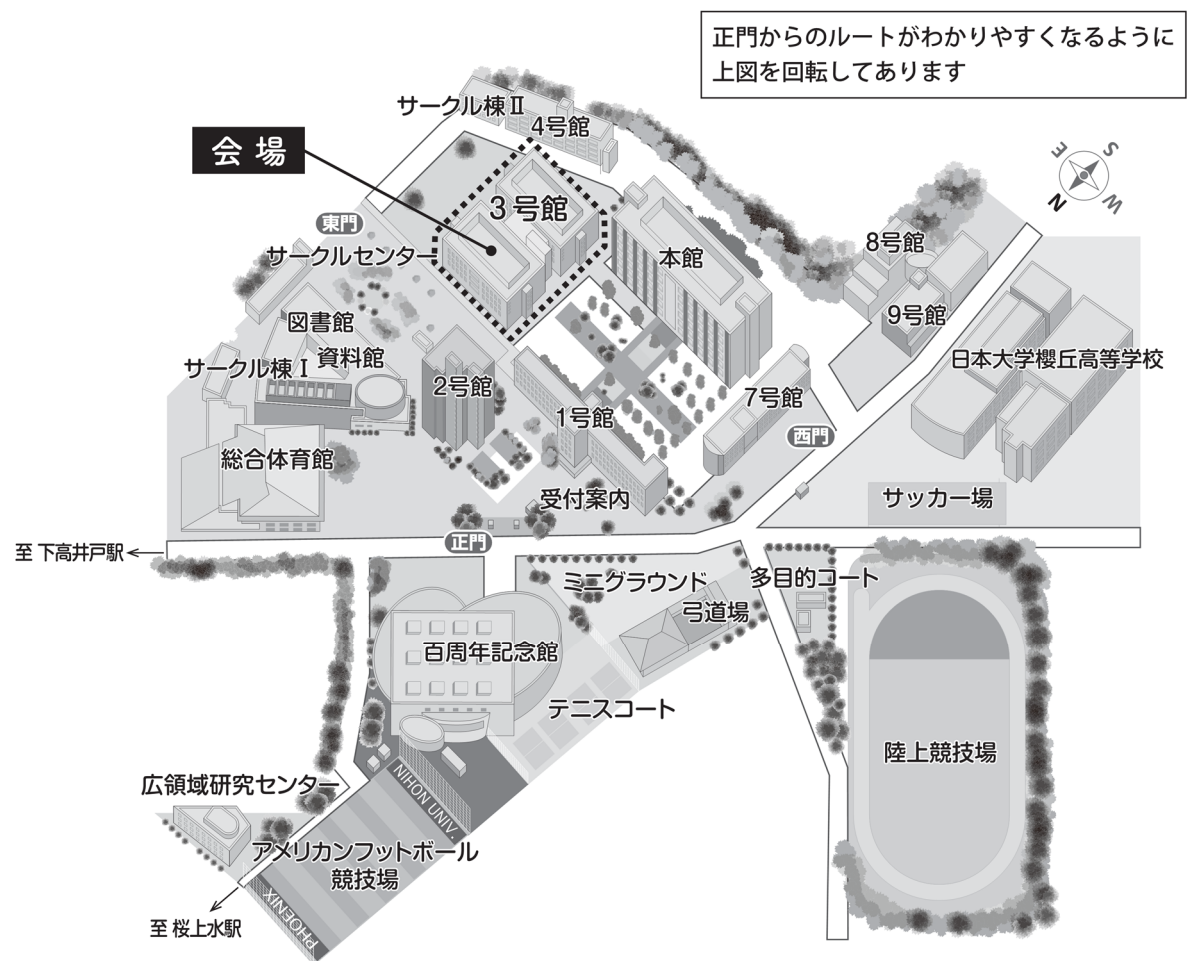 正門からのルートがわかりやすくなるように
上図を回転してあります
サークル棟Ⅱ
4号館
会場
3号館
S
E
W
N
東門
サークルセンター
本館
8号館
9号館
図書館
資料館
サークル棟Ⅰ
2号館
1号館
7号館
日本大学櫻丘高等学校
西門
総合体育館
受付案内
サッカー場
正門
至 下高井戸駅
ミニグラウンド
多目的コート
弓道場
百周年記念館
テニスコート
陸上競技場
広領域研究センター
NIHON UNIV.
アメリカンフットボール
競技場
PHOENIX
至 桜上水駅